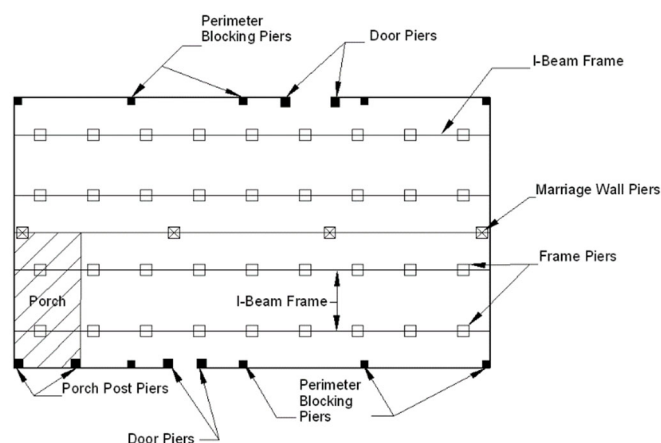 Perimeter
Blocking Piers
Door Piers
I-Beam Frame
Marriage Wall Piers
Frame Piers
Porch
I-Beam Frame
Porch Post Piers
Door Piers
Perimeter
Blocking
Piers